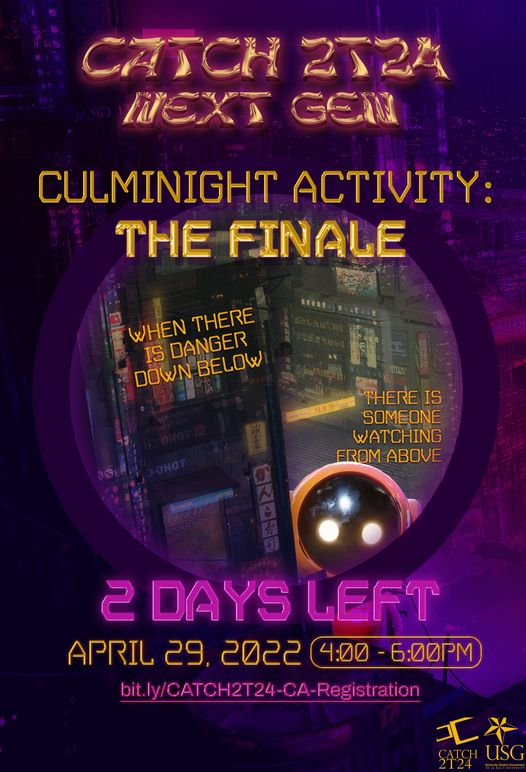 CATCH 2T24
NEXT GEN
CULMINIGHT ACTIVITY:
THE FINALE
WHEN THERE
IS DANGER
DOWN BELOW
THERE IS
SOMEONE
WATCHING
FROM ABOVE
2 DAYS LEFT
APRIL 29, 2022 4:00 - 6:00PM
bit.ly/CATCH2T24-CA-Registration
CATCH
2T24
USG